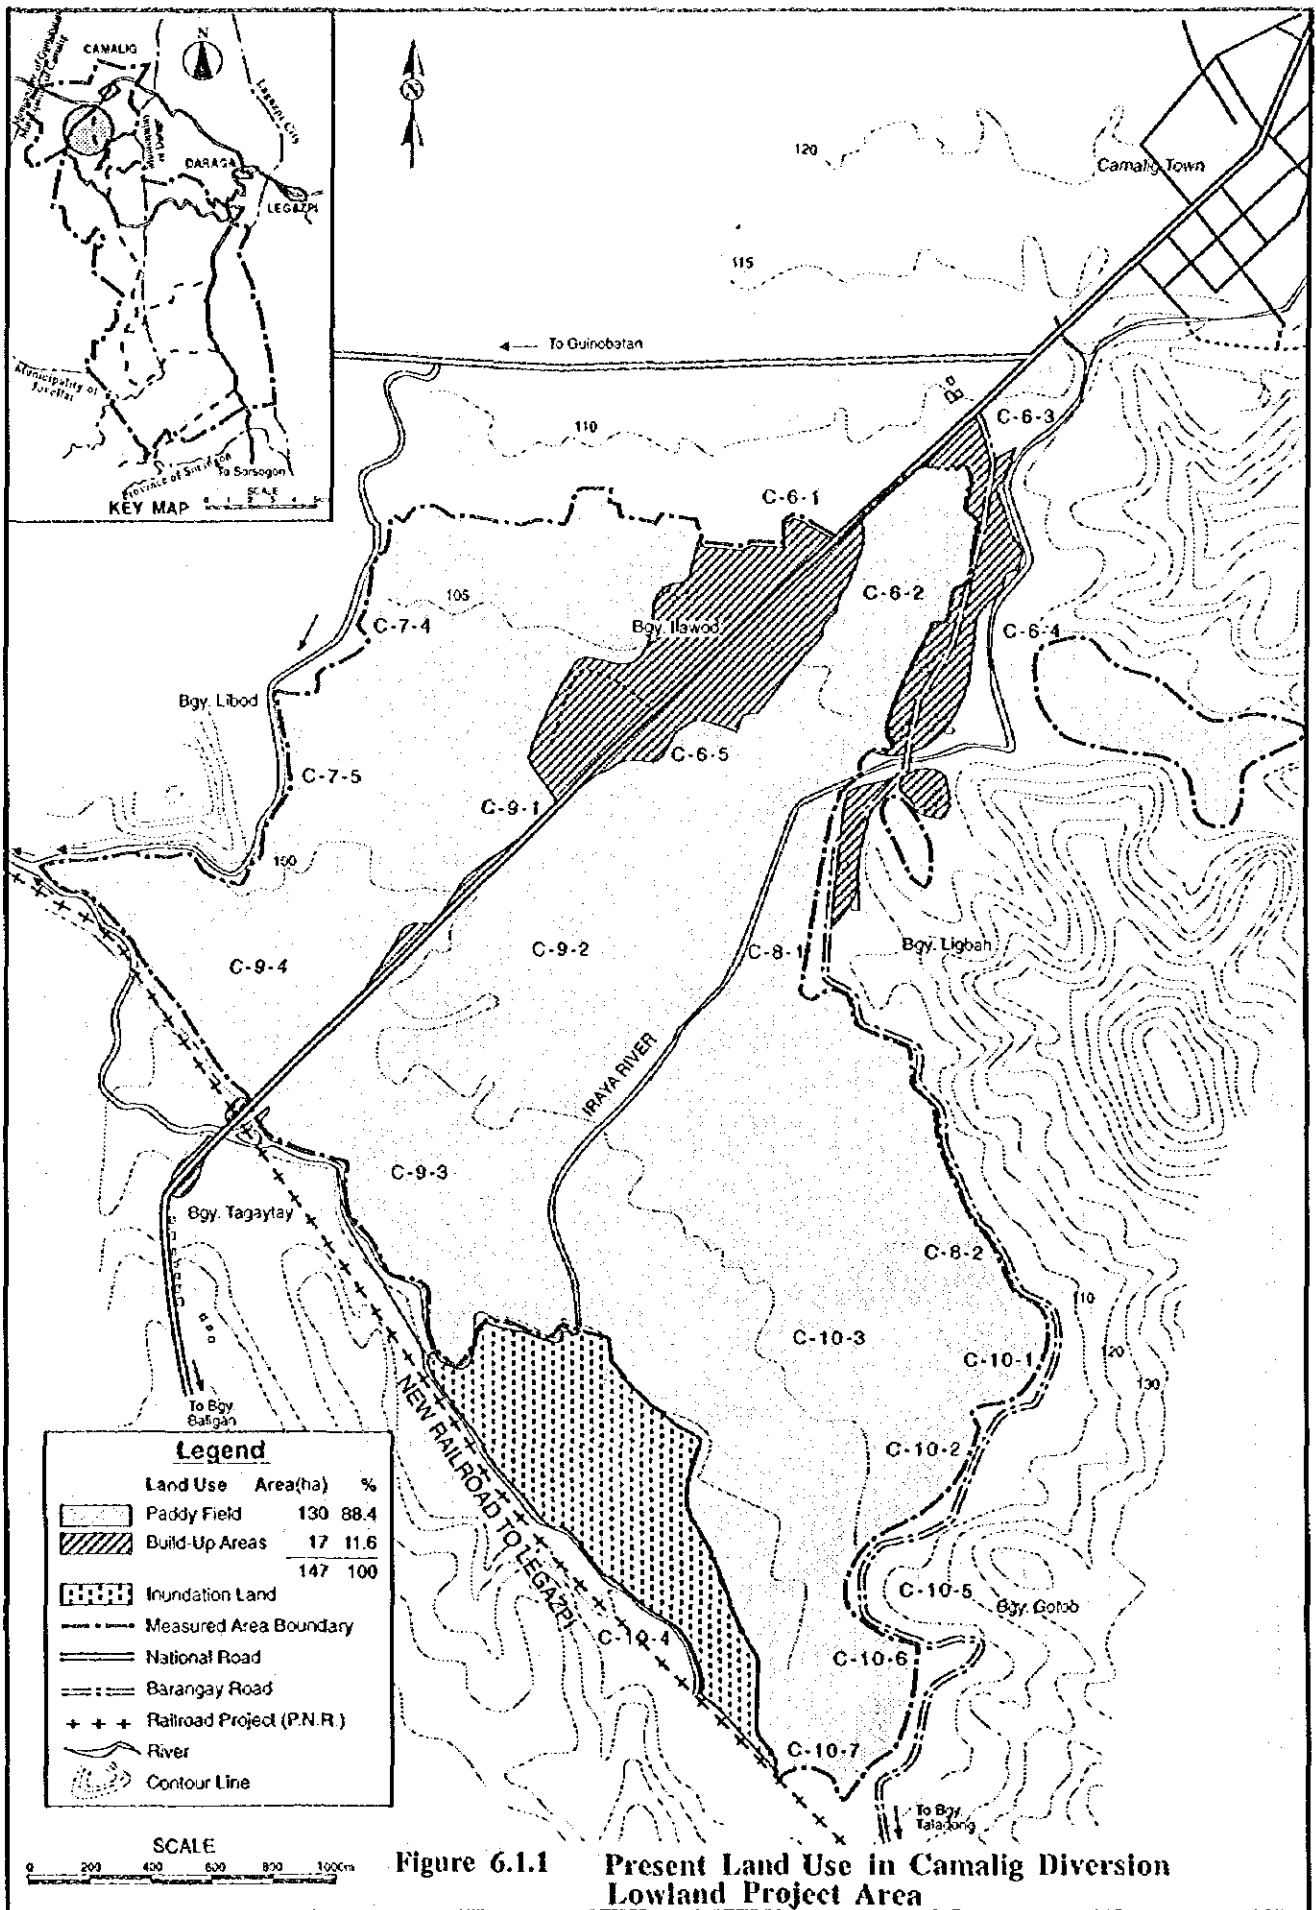 CAMALIG
N
Legazpi City
DARAGA
LEGAZPI
Municipality of
Province of Sorsogon
To Sorsogon
KEY MAP
SCALE
N
120
Camalig Town
115
To Guinobatan
110
C-6-3
C-6-1
105
C-6-2
Bgy. Ilawod
C-7-4
C-6-4
Bgy. Libod
C-6-5
C-7-5
C-9-1
100
C-9-4
C-9-2
C-8-1
Bgy. Ligban
IRAYA RIVER
C-9-3
Bgy. Tagaytay
C-8-2
110
C-10-3
C-10-1
120
130
To Bgy.
Baligan
NEW RAILROAD TO LEGAZPI
C-10-2
C-10-5
Bgy. Gotob
C-10-4
C-10-6
C-10-7
To Bgy.
Legend
Land Use Area(ha) %
Paddy Field 130 88.4
Build-Up Areas 17 11.6
147 100
Inundation Land
Measured Area Boundary
National Road
Barangay Road
Railroad Project (P.N.R.)
River
Contour Line
SCALE
0 200 400 600 800 1000m
Figure 6.1.1 Present Land Use in Camalig Diversion
Lowland Project Area